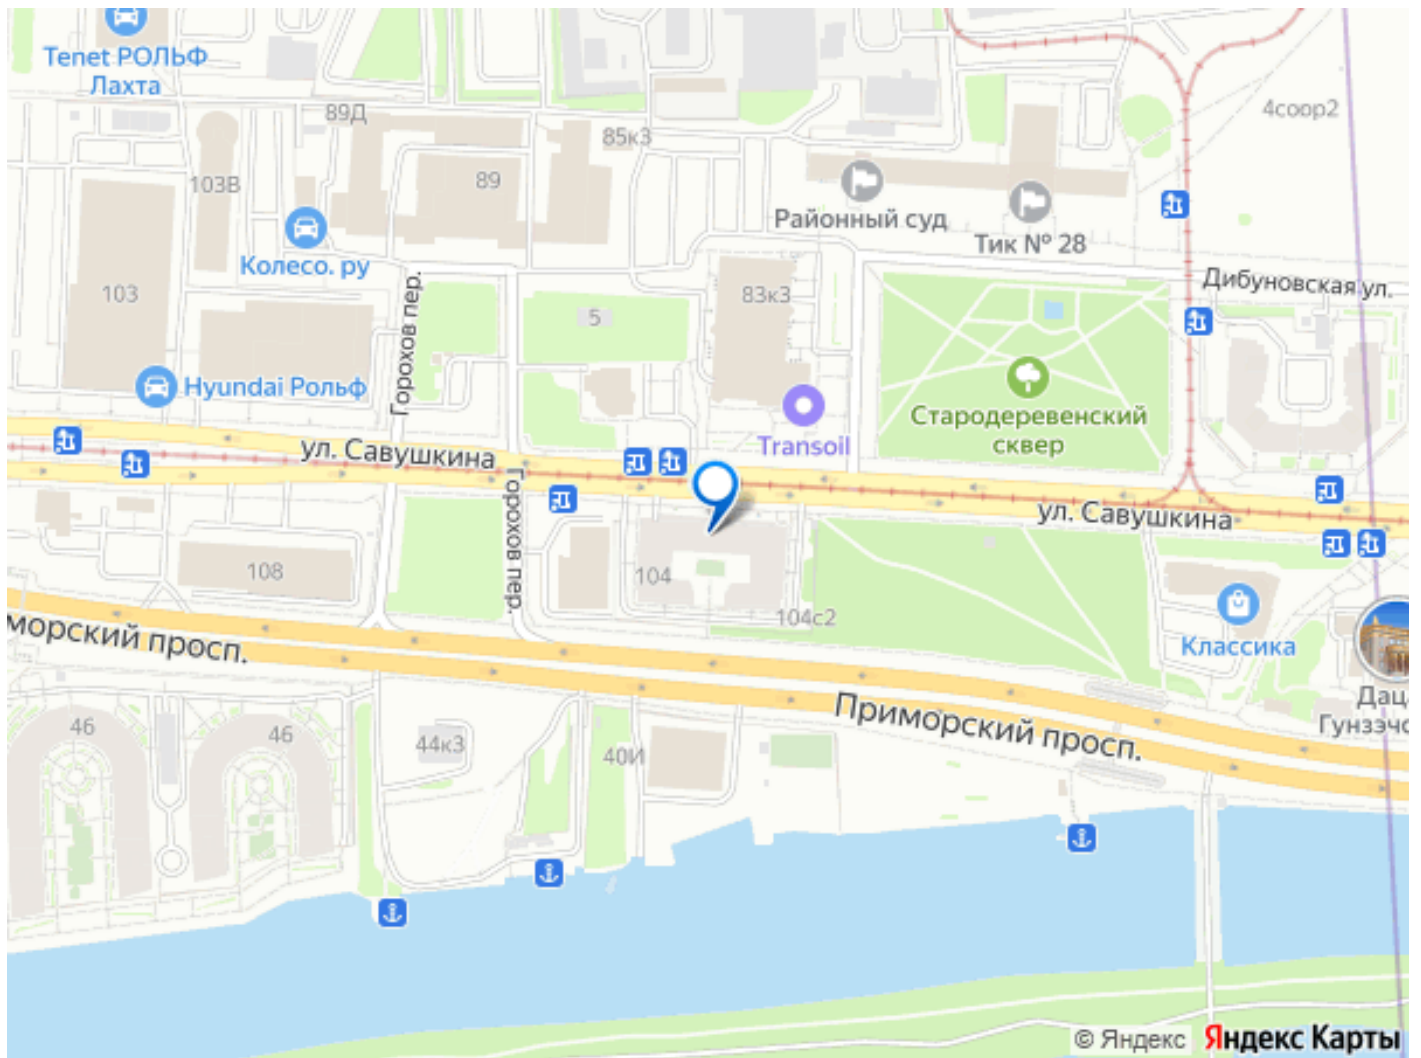 Tenet РОЛЬФ
Лахта
89Д
85к3
4соор2
103В
89
Районный суд
Тик № 28
Колесо. ру
103
Горохов пер.
5
83к3
Дибуновская ул.
Hyundai Рольф
Стародеревенский
сквер
Transoil
ул. Савушкина
ул. Савушкина
Горохов пер.
108
104
104с2
Классика
морский просп.
Дац
Гунзэчо
Приморский просп.
46
46
44к3
40И
© Яндекс
Яндекс Карты